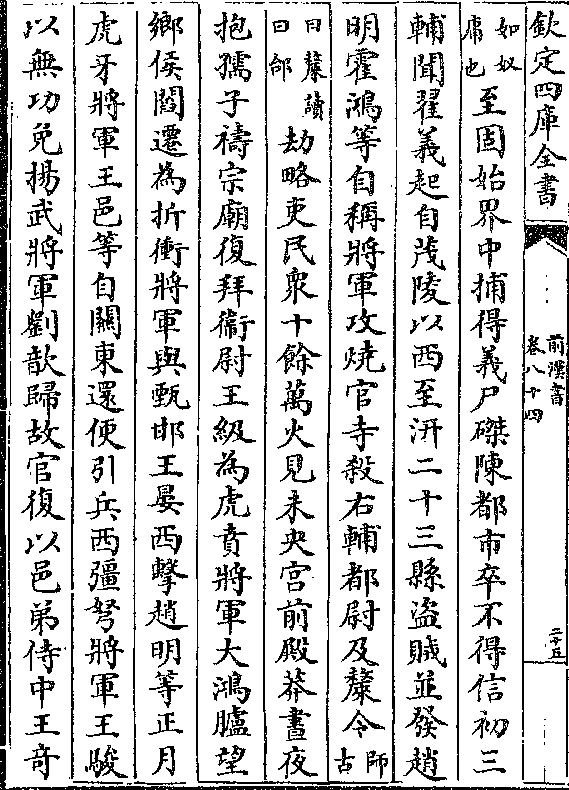 欽定四庫全書
前漢書
卷八十四
二十五
如奴
庸也至固始界中捕得義尸磔陳都市卒不得信初三
輔聞翟義起自茂陵以西至汧二十三縣盜賊並發趙
明霍鴻等自稱將軍攻燒官寺殺右輔都尉及斄令師古
曰斄讀曰邰劫略吏民衆十餘萬火見未央宫前殿莽晝夜
抱孺子禱宗廟復拜衞尉王級為虎賁將軍大鴻臚望
鄉侯閻遷為折衝將軍與甄邯王晏西擊趙明等正月
虎牙將軍王邑等自關東還便引兵西彊弩將軍王駿
以無功免揚武將軍劉歆歸故官復以邑弟侍中王奇